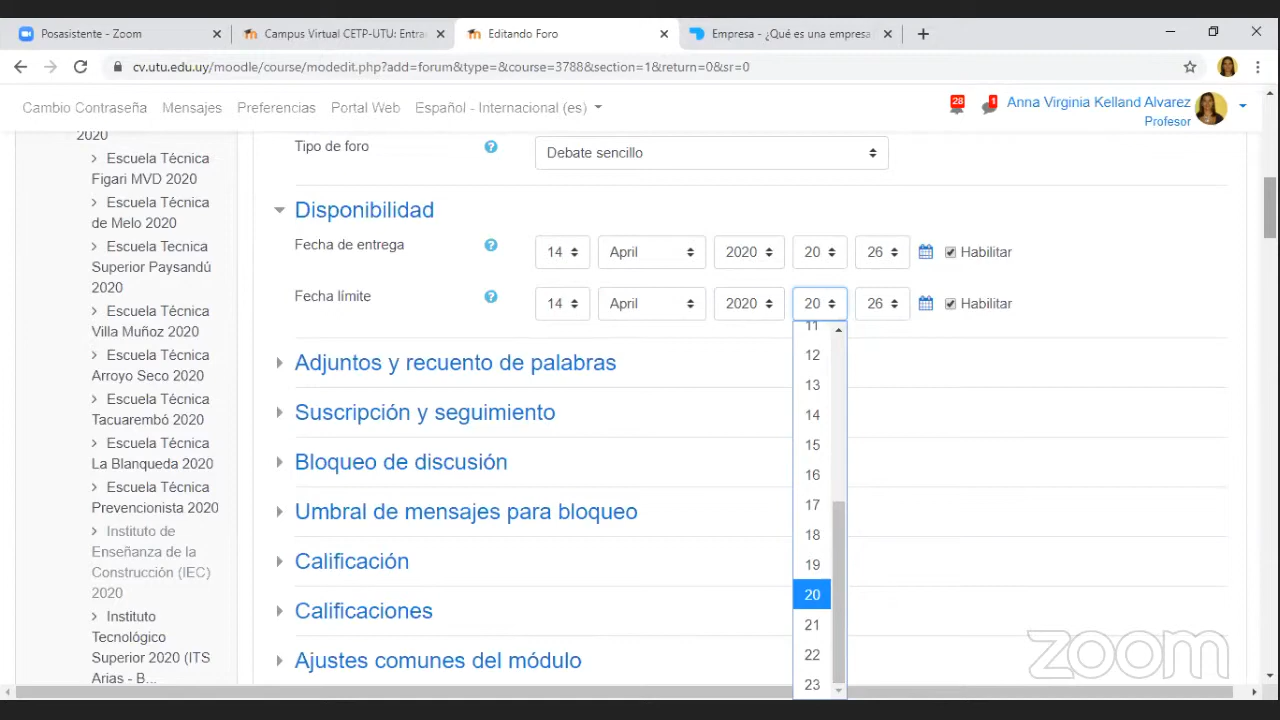 Posasistente - Zoom
Campus Virtual CETP-UTU: Entra
Editando Foro
Empresa - ¿Qué es una empresa
cv.utu.edu.uy/moodle/course/modedit.php?add=forum&type=&course=3788&section=1&return=0&sr=0
Cambio Contraseña Mensajes Preferencias Portal Web Español - Internacional (es)
28
1
Anna Virginia Kelland Alvarez
Profesor
2020
Escuela Técnica
Figari MVD 2020
Escuela Técnica
de Melo 2020
Escuela Tecnica
Superior Paysandú
2020
Escuela Técnica
Villa Muñoz 2020
Escuela Técnica
Arroyo Seco 2020
Escuela Técnica
Tacuarembó 2020
Escuela Técnica
La Blanqueda 2020
Escuela Técnica
Prevencionista 2020
Instituto de
Enseñanza de la
Construcción (IEC)
2020
Instituto
Tecnológico
Superior 2020 (ITS
Arias - B...
Tipo de foro
Debate sencillo
Disponibilidad
Fecha de entrega 14 April 2020 20 26 Habilitar
Fecha límite 14 April 2020 20 26 Habilitar
11
12
13
14
15
16
17
18
19
20
21
22
23
Adjuntos y recuento de palabras
Suscripción y seguimiento
Bloqueo de discusión
Umbral de mensajes para bloqueo
Calificación
Calificaciones
Ajustes comunes del módulo
zoom